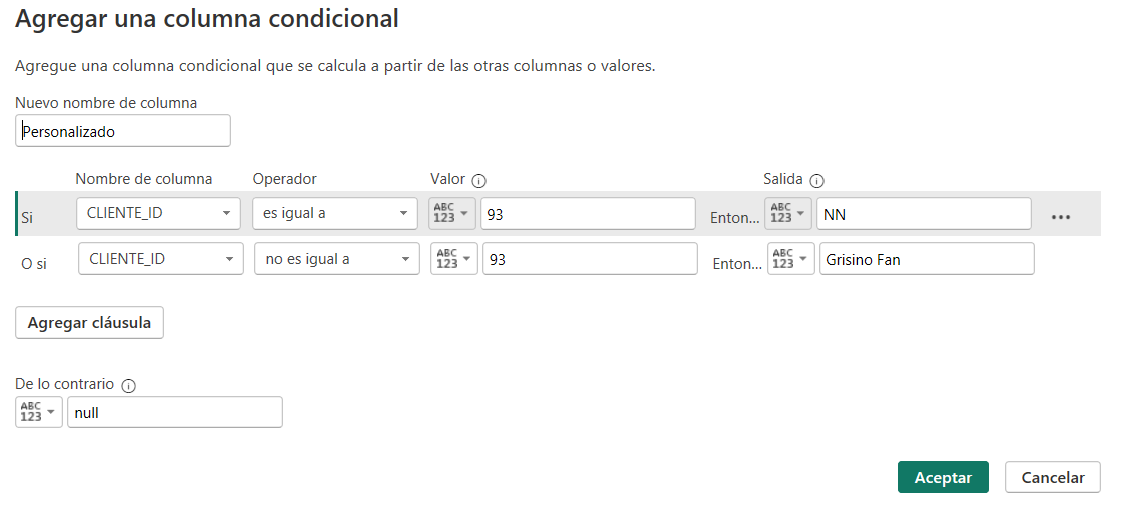 Agregar una columna condicional
Agregue una columna condicional que se calcula a partir de las otras columnas o valores.
Nuevo nombre de columna
Personalizado
Nombre de columna Operador Valor Salida
Si CLIENTE_ID es igual a ABC 123 93 Enton... ABC 123 NN ...
O si CLIENTE_ID no es igual a ABC 123 93 Enton... ABC 123 Grisino Fan
Agregar cláusula
De lo contrario
ABC 123 null
Aceptar Cancelar